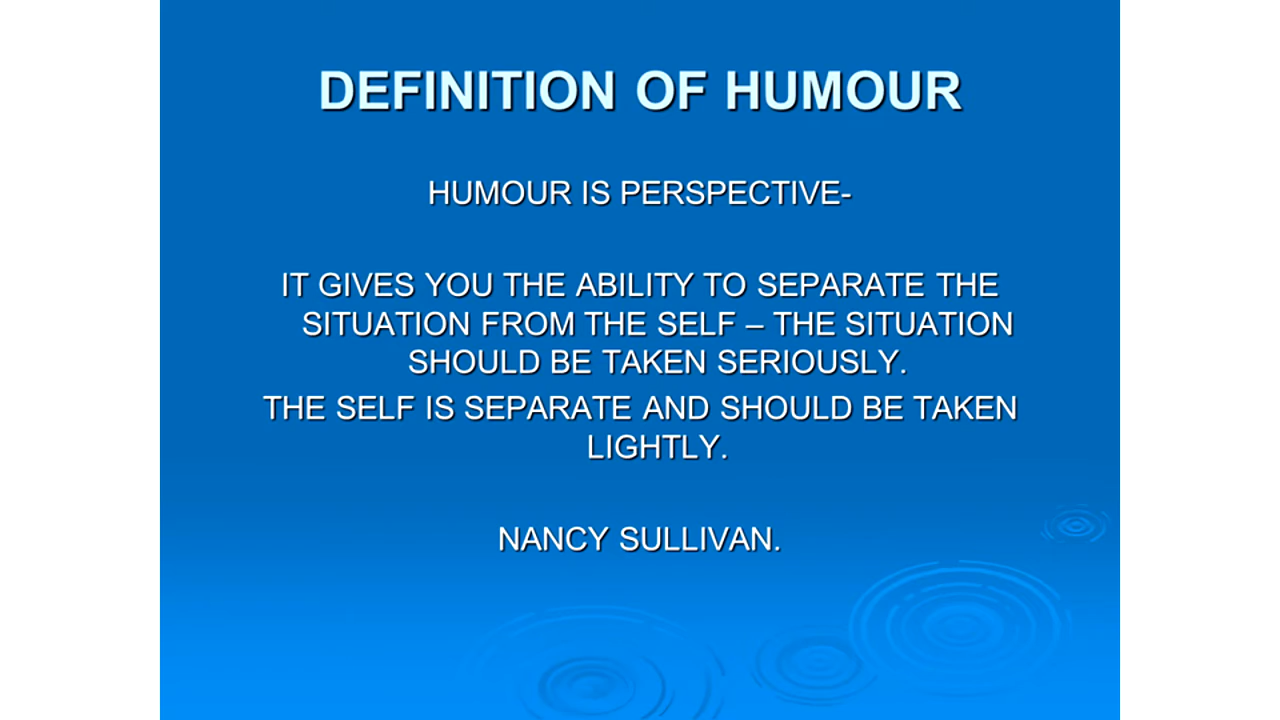 DEFINITION OF HUMOUR
HUMOUR IS PERSPECTIVE-
IT GIVES YOU THE ABILITY TO SEPARATE THE
SITUATION FROM THE SELF – THE SITUATION
SHOULD BE TAKEN SERIOUSLY.
THE SELF IS SEPARATE AND SHOULD BE TAKEN
LIGHTLY.
NANCY SULLIVAN.